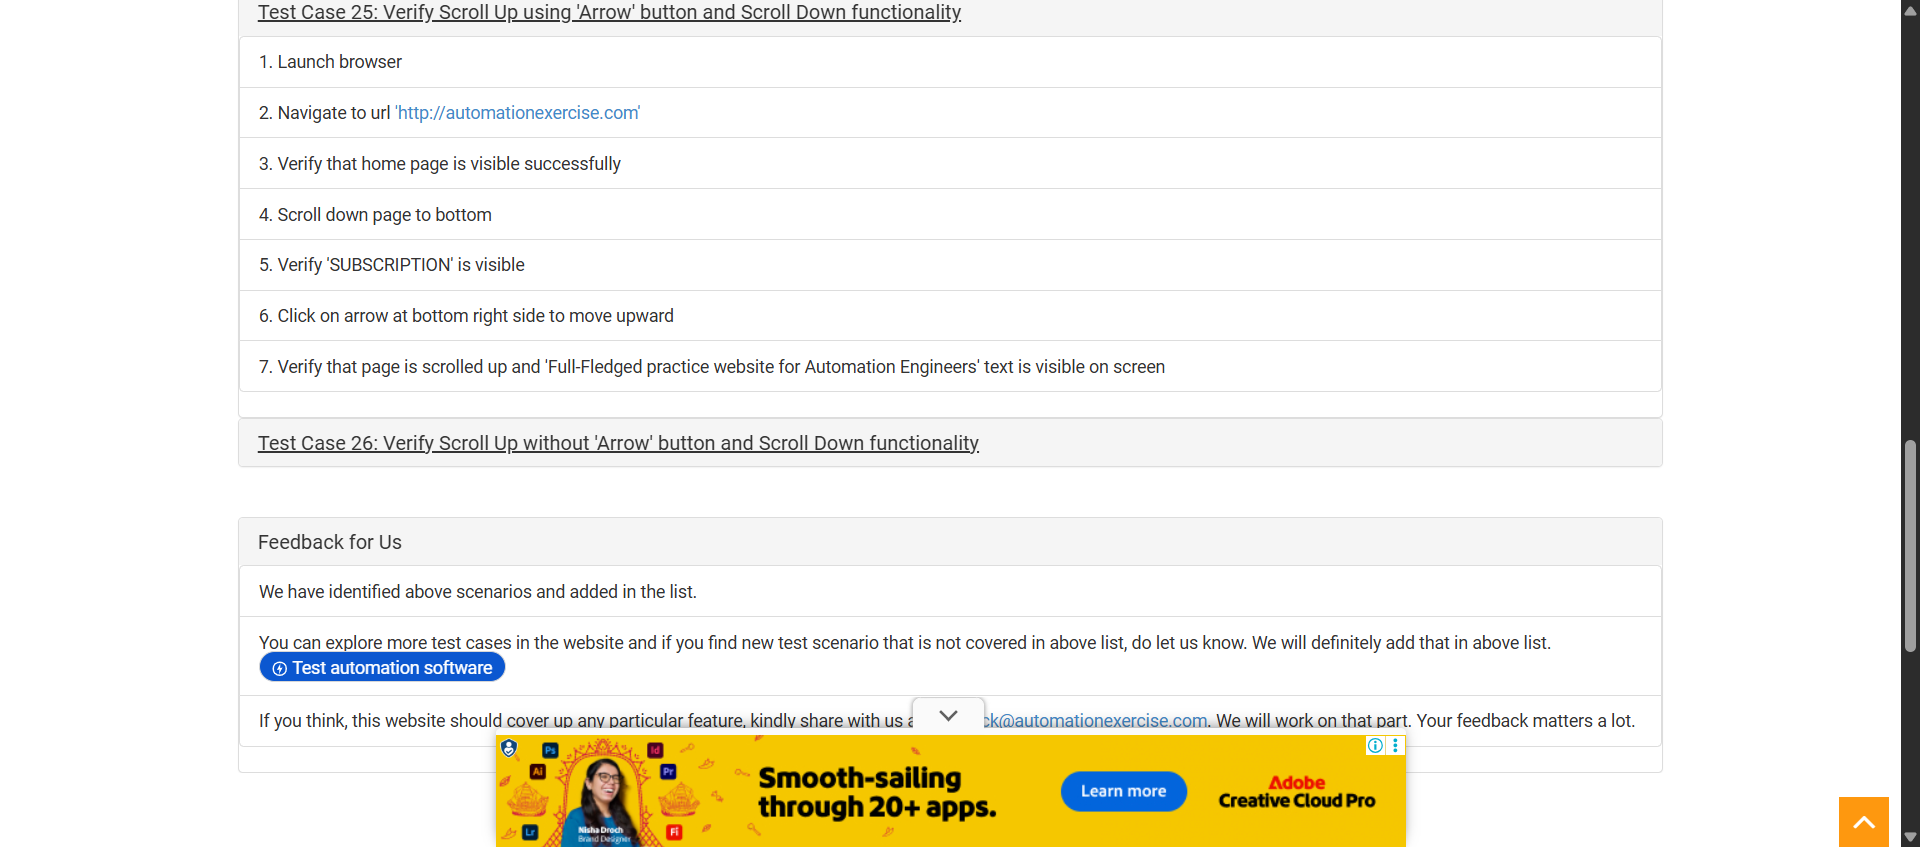 Test Case 25: Verify Scroll Up using 'Arrow' button and Scroll Down functionality
1. Launch browser
2. Navigate to url 'http://automationexercise.com'
3. Verify that home page is visible successfully
4. Scroll down page to bottom
5. Verify 'SUBSCRIPTION' is visible
6. Click on arrow at bottom right side to move upward
7. Verify that page is scrolled up and 'Full-Fledged practice website for Automation Engineers' text is visible on screen
Test Case 26: Verify Scroll Up without 'Arrow' button and Scroll Down functionality
Feedback for Us
We have identified above scenarios and added in the list.
You can explore more test cases in the website and if you find new test scenario that is not covered in above list, do let us know. We will definitely add that in above list.
Test automation software
If you think, this website should cover up any particular feature, kindly share with us a ck@automationexercise.com. We will work on that part. Your feedback matters a lot.
Ps
Id
Ai
Pr
Lr
Fl
Nisha Droch
Brand Designer
Smooth-sailing
through 20+ apps.
Learn more
Adobe
Creative Cloud Pro